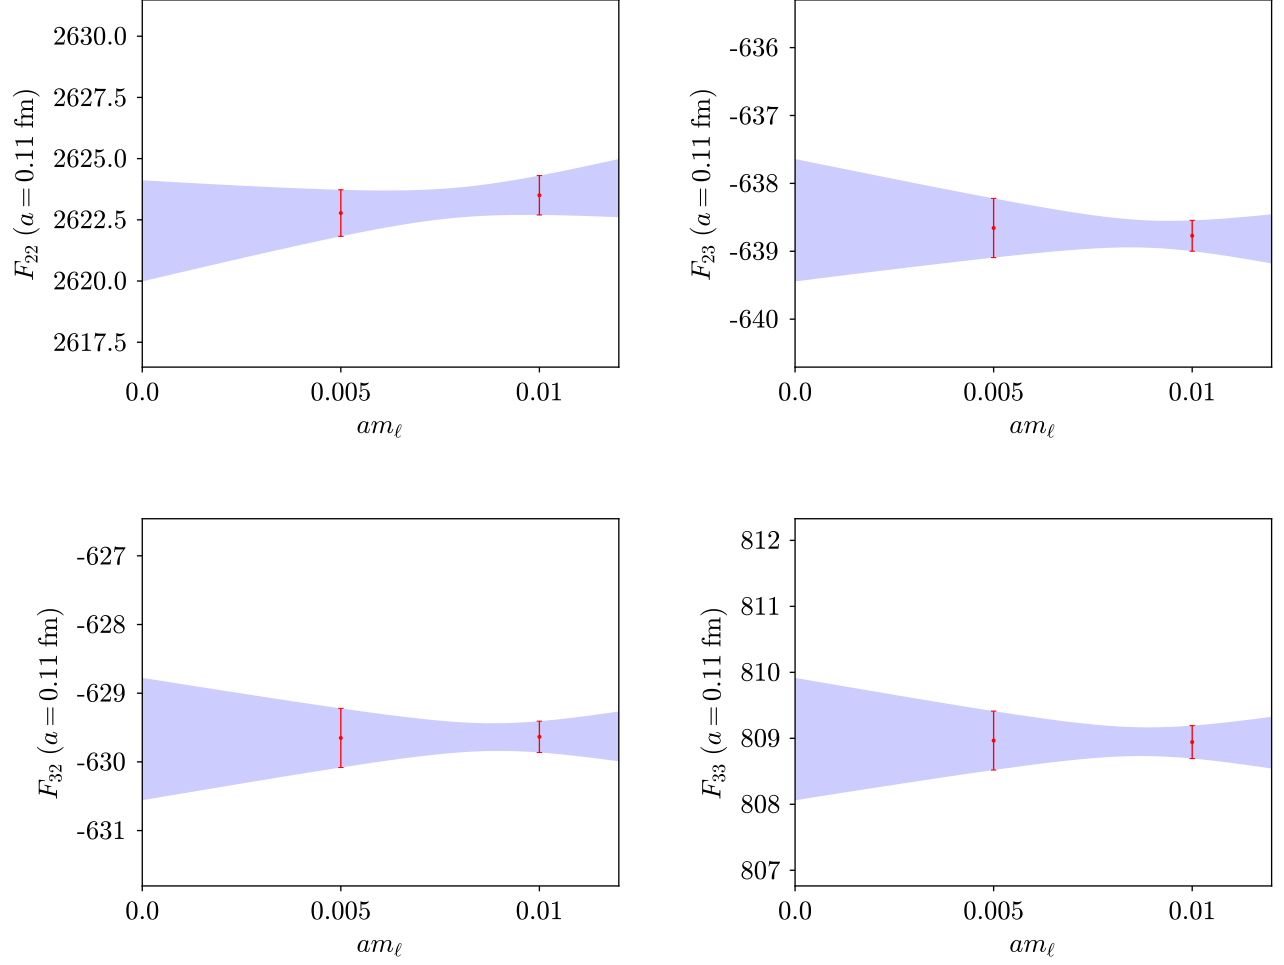 2630.0
2627.5
2625.0
2622.5
2620.0
2617.5
F₂₂ (a = 0.11 fm)
0.0 0.005 0.01
amℓ
-636
-637
-638
-639
-640
F₂₃ (a = 0.11 fm)
0.0 0.005 0.01
amℓ
-627
-628
-629
-630
-631
F₃₂ (a = 0.11 fm)
0.0 0.005 0.01
amℓ
812
811
810
809
808
807
F₃₃ (a = 0.11 fm)
0.0 0.005 0.01
amℓ